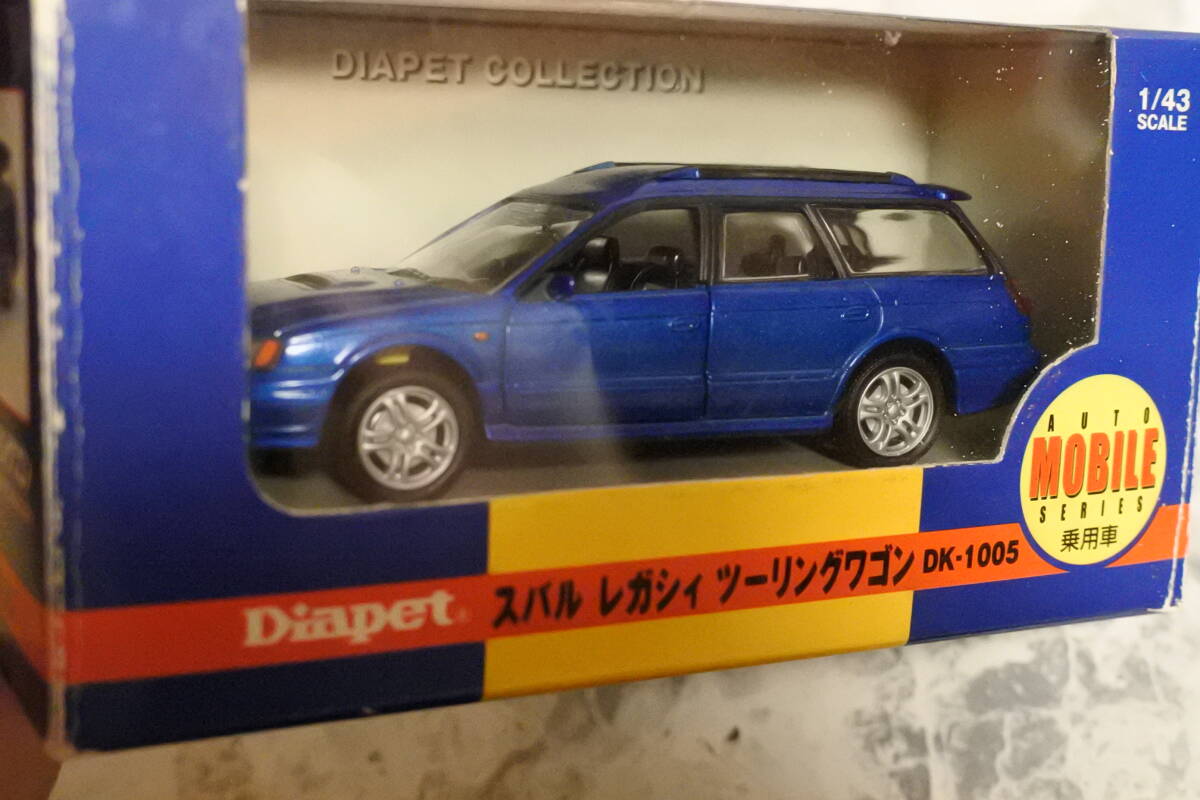 DIAPET COLLECTION
1/43
SCALE
AUTO
MOBILE
SERIES
乗用車
Diapet® スバル レガシィ ツーリングワゴン DK-1005